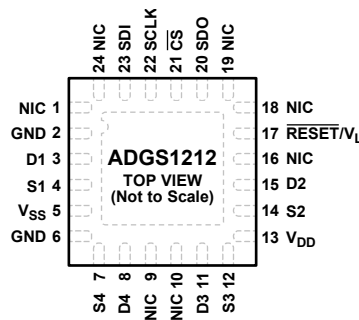 24 NIC
23 SDI
22 SCLK
21 C̅S̅
20 SDO
19 NIC
NIC 1
GND 2
D1 3
S1 4
VSS 5
GND 6
ADGS1212
TOP VIEW
(Not to Scale)
18 NIC
17 R̅E̅S̅E̅T̅/VL
16 NIC
15 D2
14 S2
13 VDD
S4 7
D4 8
NIC 9
NIC 10
D3 11
S3 12